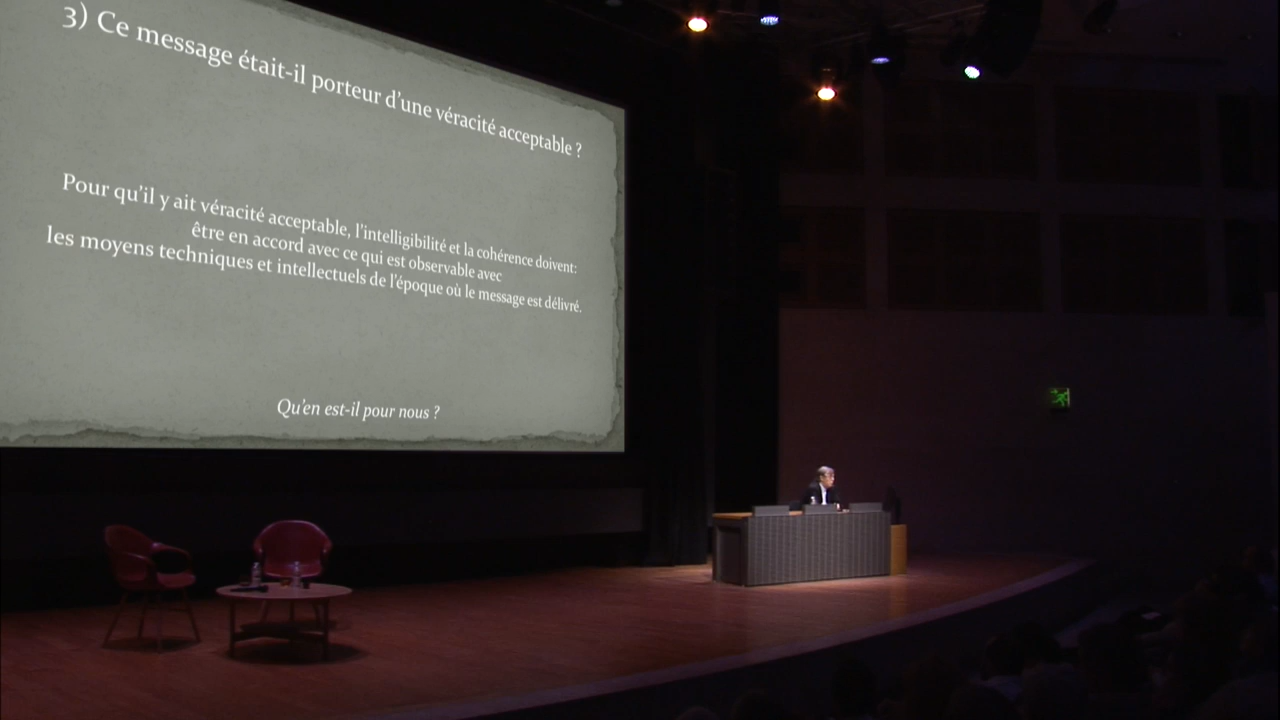 3) Ce message était-il porteur d'une véracité acceptable ?
Pour qu'il y ait véracité acceptable, l'intelligibilité et la cohérence doivent:
être en accord avec ce qui est observable avec
les moyens techniques et intellectuels de l'époque où le message est délivré.
Qu'en est-il pour nous ?